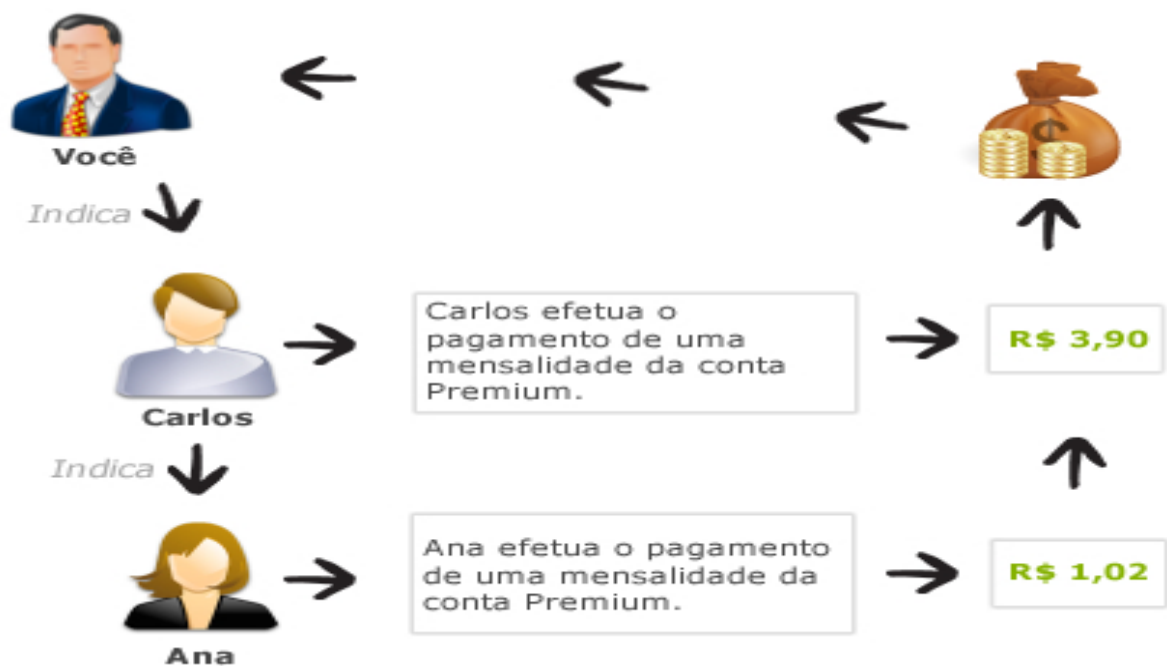 Você
Indica
Carlos efetua o
pagamento de uma
mensalidade da conta
Premium.
R$ 3,90
Carlos
Indica
Ana efetua o pagamento
de uma mensalidade da
conta Premium.
R$ 1,02
Ana